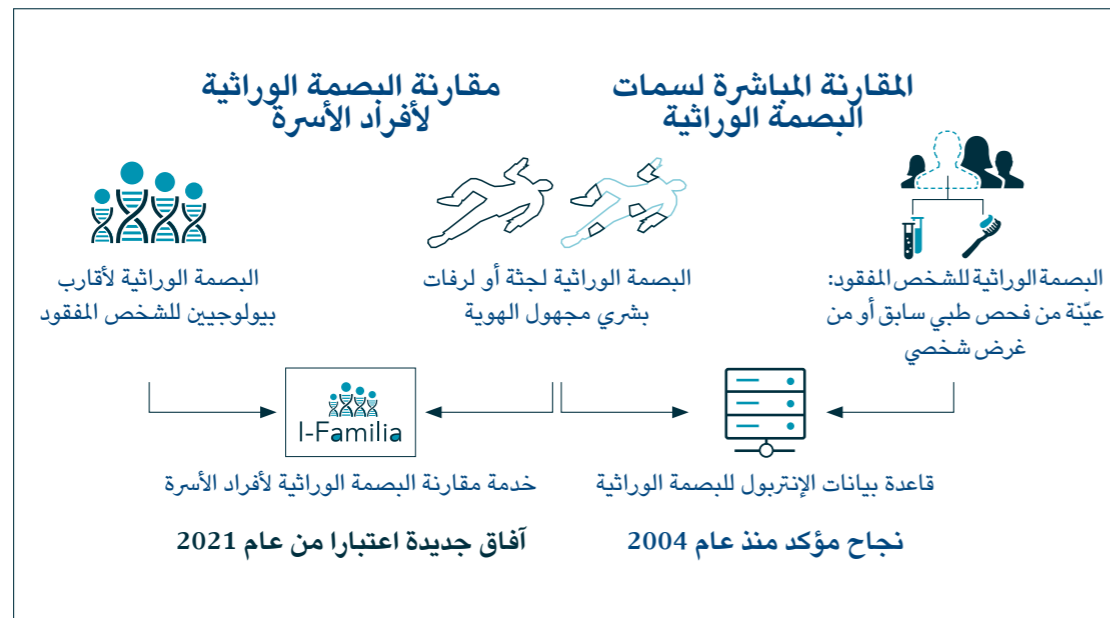 المقارنة المباشرة لسمات
البصمة الوراثية
مقارنة البصمة الوراثية
لأفراد الأسرة
البصمة الوراثية للشخص المفقود:
عيّنة من فحص طبي سابق أو من
غرض شخصي
البصمة الوراثية لجثة أو لرفات
بشري مجهول الهوية
البصمة الوراثية لأقارب
بيولوجيين للشخص المفقود
I-Familia
قاعدة بيانات الإنتربول للبصمة الوراثية
خدمة مقارنة البصمة الوراثية لأفراد الأسرة
نجاح مؤكد منذ عام 2004
آفاق جديدة اعتبارا من عام 2021